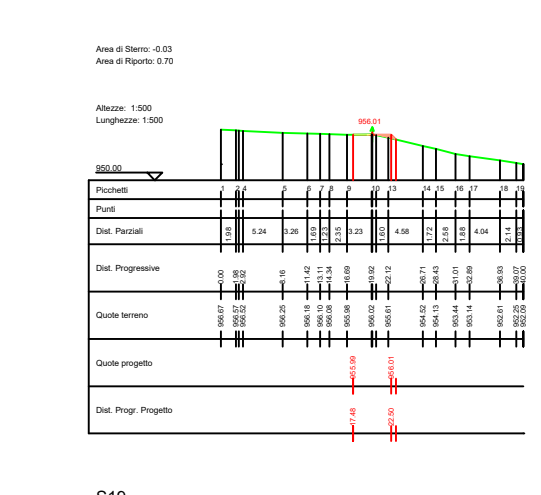 Area di Sterro: -0.03
Area di Riporto: 0.70
Altezze: 1:500
Lunghezze: 1:500
956.01
950.00
Picchetti 1 2 4 5 6 7 8 9 10 13 14 15 16 17 18 19
Punti
Dist. Parziali 1.98 5.24 3.26 1.69 1.23 2.35 3.23 1.60 4.58 1.72 2.58 1.88 4.04 2.14 0.93
Dist. Progressive 0.00 1.98 2.92 8.16 11.42 13.11 14.34 16.69 19.92 22.12 26.71 28.43 31.01 32.89 36.93 39.07 40.00
Quote terreno 956.67 956.57 956.52 956.25 956.18 956.10 956.08 955.98 956.02 955.61 954.52 954.13 953.44 953.14 952.61 952.25 952.09
Quote progetto 955.99 956.01
Dist. Progr. Progetto 17.48 22.50